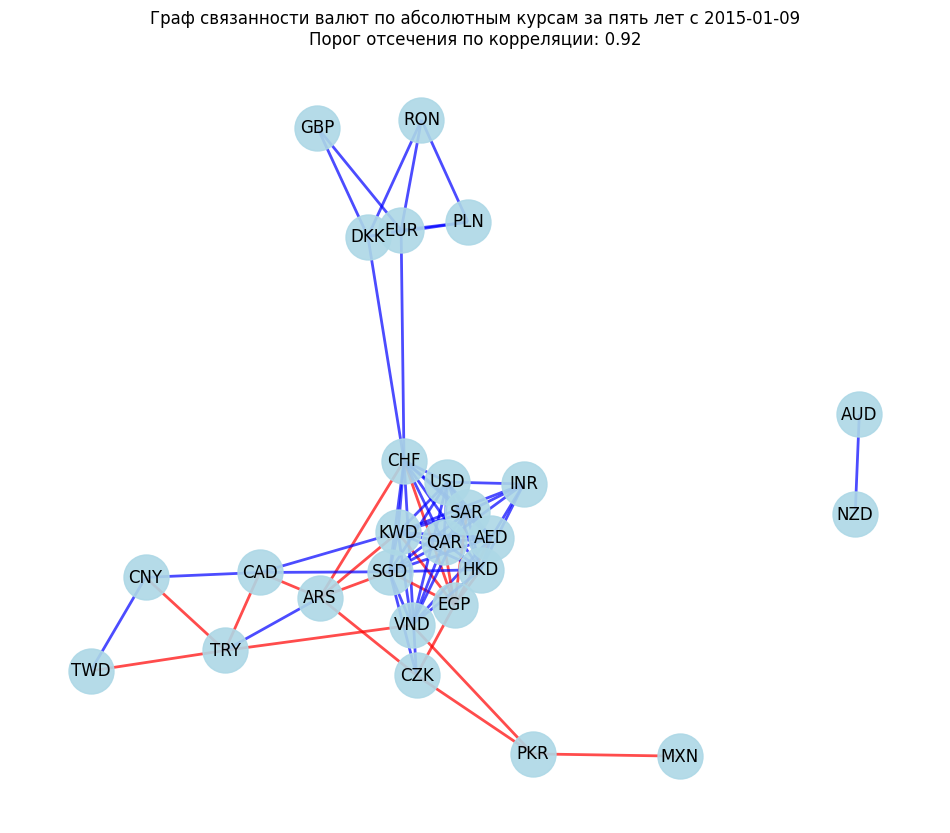 Граф связанности валют по абсолютным курсам за пять лет с 2015-01-09
Порог отсечения по корреляции: 0.92
RON
GBP
PLN
EUR
DKK
AUD
CHF
USD
INR
SAR
NZD
KWD
AED
QAR
HKD
SGD
CAD
CNY
ARS
EGP
VND
TRY
TWD
CZK
PKR
MXN